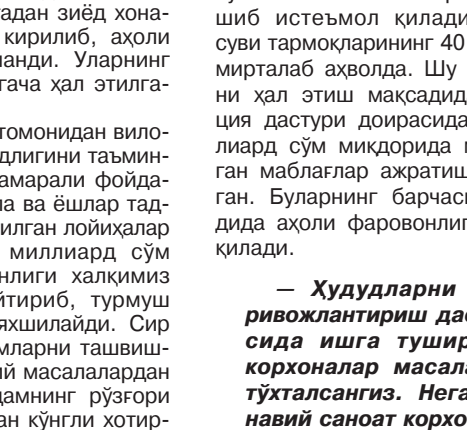 тадан зиёд хона-
кирилиб, аҳоли
ланди. Уларнинг
гача ҳал этилга-
томонидан вило-
длигини таъмин-
амарали фойда-
ла ва ёшлар тад-
илган лойиҳалар
миллиард сўм
нлиги халқимиз
йтириб, турмуш
яхшилайди. Сир
мларни ташвиш-
ий масалалардан
дамнинг рўзғори
ан кўнгли хотир-
шиб истеъмол қилади
суви тармоқларининг 40
мирталаб аҳволда. Шу
ни ҳал этиш мақсадид
ция дастури доирасида
лиард сўм миқдорида
ган маблағлар ажратиш
ган. Буларнинг барчас
дида аҳоли фаровонлиг
қилади.
— Ҳудудларни
ривожлантириш дас
сида ишга тушир
корхоналар масала
тўхталсангиз. Нега
навий саноат корхо